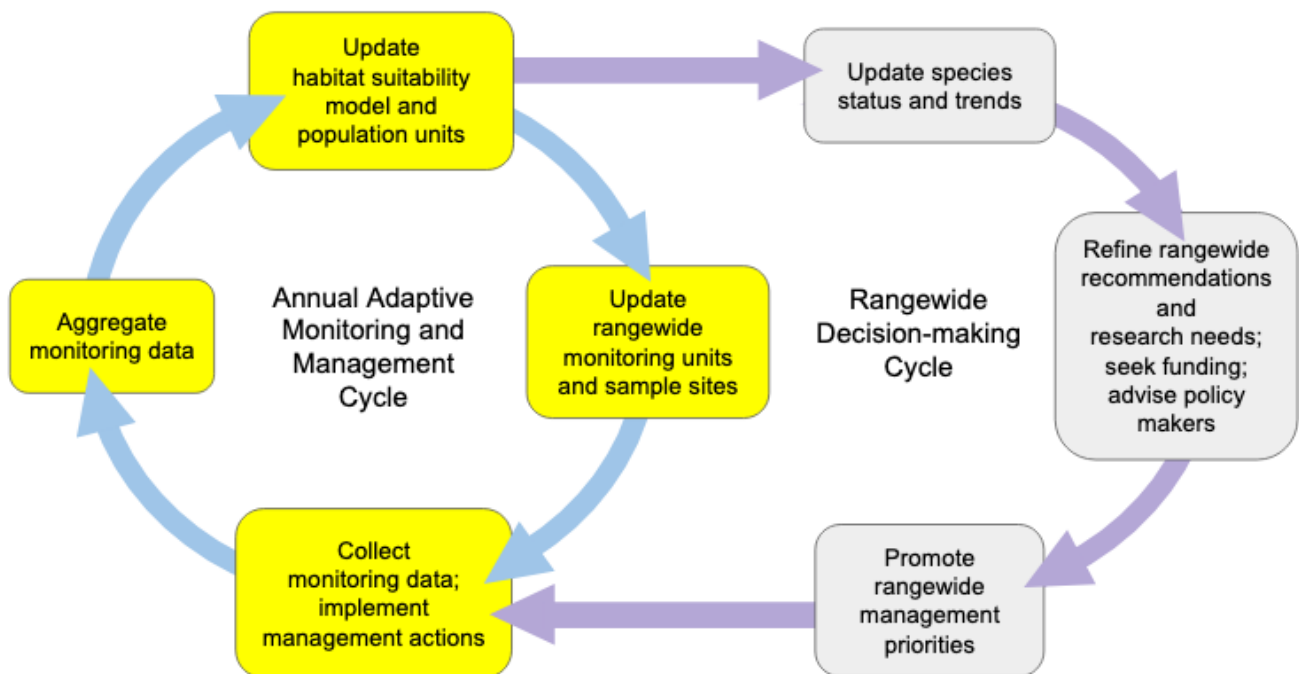 Update
habitat suitability
model and
population units
Update species
status and trends
Aggregate
monitoring data
Annual Adaptive
Monitoring and
Management
Cycle
Update
rangewide
monitoring units
and sample sites
Rangewide
Decision-making
Cycle
Refine rangewide
recommendations
and
research needs;
seek funding;
advise policy
makers
Collect
monitoring data;
implement
management actions
Promote
rangewide
management
priorities